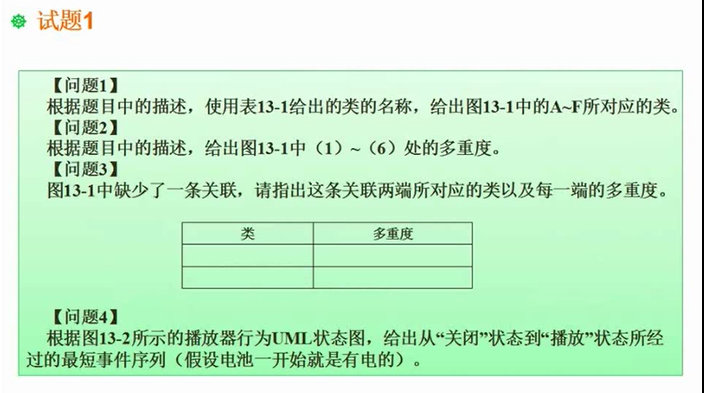 试题1
【问题1】
根据题目中的描述，使用表13-1给出的类的名称，给出图13-1中的A~F所对应的类。
【问题2】
根据题目中的描述，给出图13-1中（1）~（6）处的多重度。
【问题3】
图13-1中缺少了一条关联，请指出这条关联两端所对应的类以及每一端的多重度。
类 多重度
【问题4】
根据图13-2所示的播放器行为UML状态图，给出从“关闭”状态到“播放”状态所经
过的最短事件序列（假设电池一开始就是有电的）。